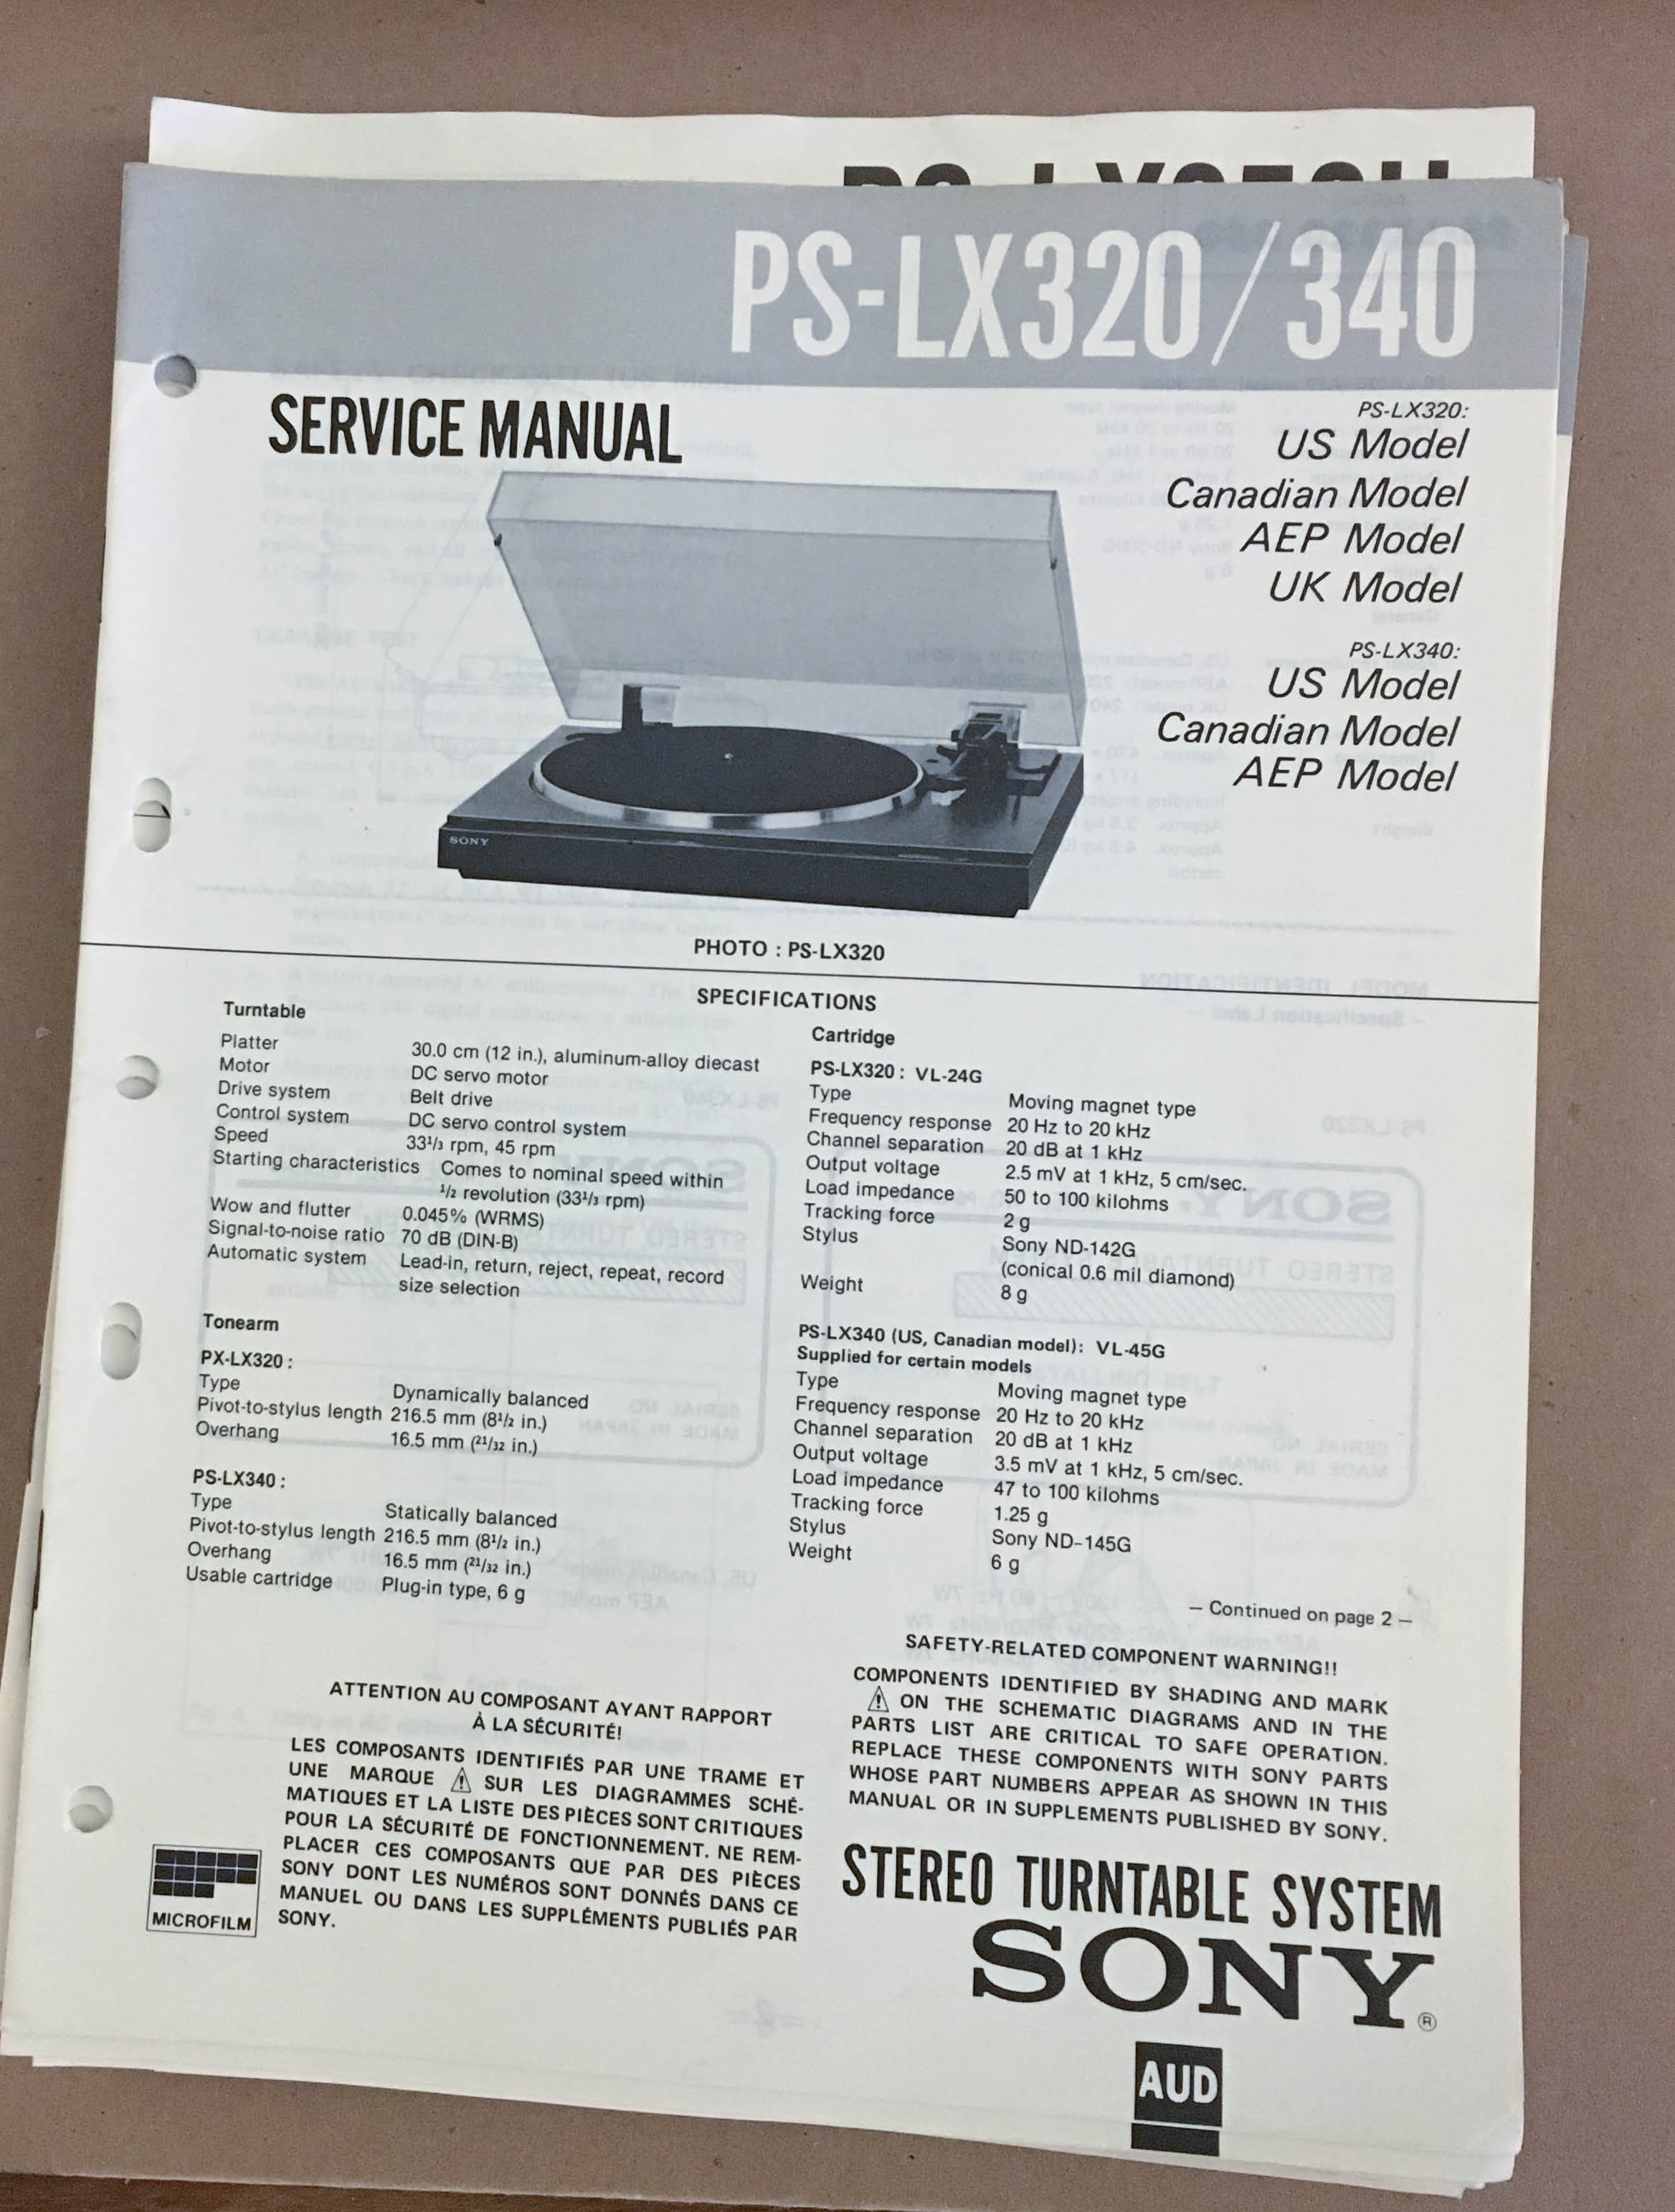 PS-LX320/340
SERVICE MANUAL
PS-LX320:
US Model
Canadian Model
AEP Model
UK Model
PS-LX340:
US Model
Canadian Model
AEP Model
SONY
PHOTO : PS-LX320
SPECIFICATIONS
Turntable
Platter 30.0 cm (12 in.), aluminum-alloy diecast
Motor DC servo motor
Drive system Belt drive
Control system DC servo control system
Speed 33¹/₃ rpm, 45 rpm
Starting characteristics Comes to nominal speed within
¹/₂ revolution (33¹/₃ rpm)
Wow and flutter 0.045% (WRMS)
Signal-to-noise ratio 70 dB (DIN-B)
Automatic system Lead-in, return, reject, repeat, record
size selection
Tonearm
PX-LX320 :
Type Dynamically balanced
Pivot-to-stylus length 216.5 mm (8¹/₂ in.)
Overhang 16.5 mm (²¹/₃₂ in.)
PS-LX340 :
Type Statically balanced
Pivot-to-stylus length 216.5 mm (8¹/₂ in.)
Overhang 16.5 mm (²¹/₃₂ in.)
Usable cartridge Plug-in type, 6 g
Cartridge
PS-LX320 : VL-24G
Type Moving magnet type
Frequency response 20 Hz to 20 kHz
Channel separation 20 dB at 1 kHz
Output voltage 2.5 mV at 1 kHz, 5 cm/sec.
Load impedance 50 to 100 kilohms
Tracking force 2 g
Stylus Sony ND-142G
(conical 0.6 mil diamond)
Weight 8 g
PS-LX340 (US, Canadian model): VL-45G
Supplied for certain models
Type Moving magnet type
Frequency response 20 Hz to 20 kHz
Channel separation 20 dB at 1 kHz
Output voltage 3.5 mV at 1 kHz, 5 cm/sec.
Load impedance 47 to 100 kilohms
Tracking force 1.25 g
Stylus Sony ND-145G
Weight 6 g
— Continued on page 2 —
ATTENTION AU COMPOSANT AYANT RAPPORT
À LA SÉCURITÉ!
LES COMPOSANTS IDENTIFIÉS PAR UNE TRAME ET
UNE MARQUE ⚠ SUR LES DIAGRAMMES SCHÉ-
MATIQUES ET LA LISTE DES PIÈCES SONT CRITIQUES
POUR LA SÉCURITÉ DE FONCTIONNEMENT. NE REM-
PLACER CES COMPOSANTS QUE PAR DES PIÈCES
SONY DONT LES NUMÉROS SONT DONNÉS DANS CE
MANUEL OU DANS LES SUPPLÉMENTS PUBLIÉS PAR
SONY.
MICROFILM
SAFETY-RELATED COMPONENT WARNING!!
COMPONENTS IDENTIFIED BY SHADING AND MARK
⚠ ON THE SCHEMATIC DIAGRAMS AND IN THE
PARTS LIST ARE CRITICAL TO SAFE OPERATION.
REPLACE THESE COMPONENTS WITH SONY PARTS
WHOSE PART NUMBERS APPEAR AS SHOWN IN THIS
MANUAL OR IN SUPPLEMENTS PUBLISHED BY SONY.
STEREO TURNTABLE SYSTEM
SONY®
AUD